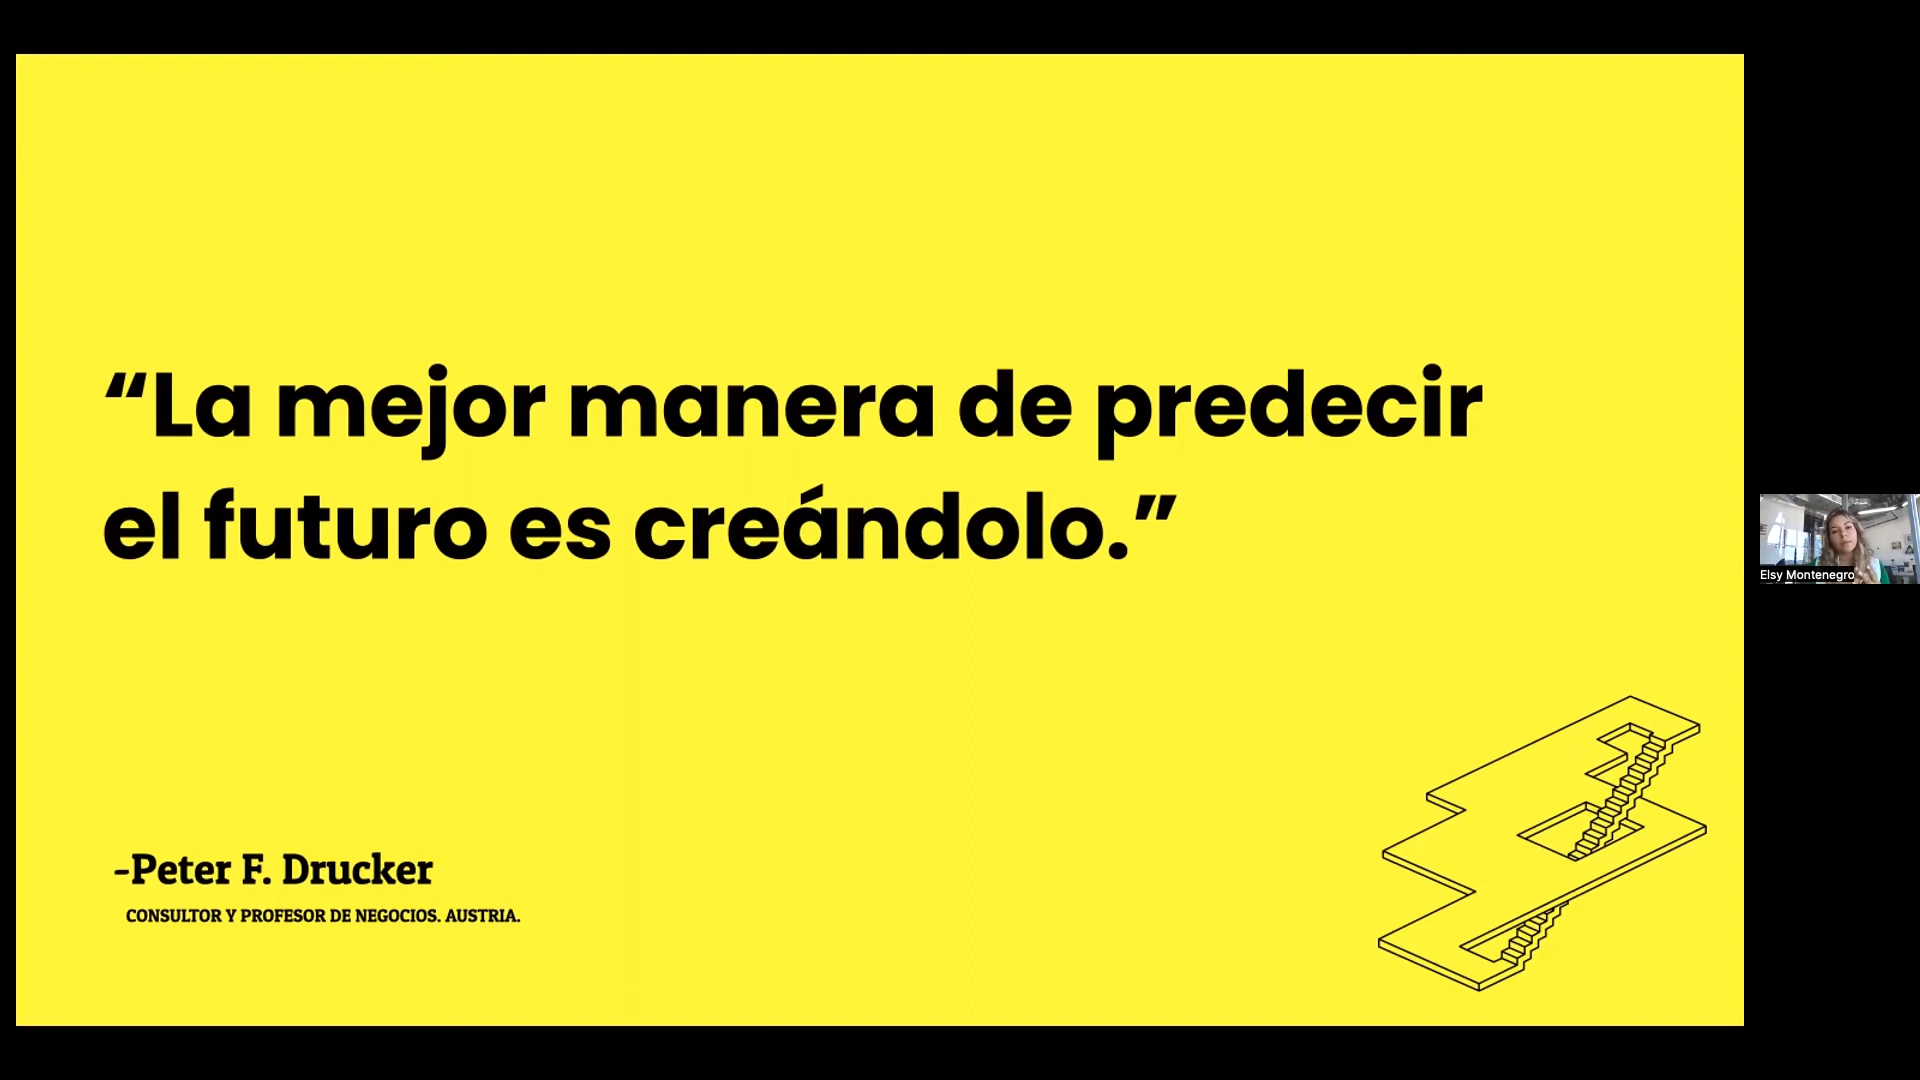 “La mejor manera de predecir
el futuro es creándolo.”
-Peter F. Drucker
CONSULTOR Y PROFESOR DE NEGOCIOS. AUSTRIA.
Elsy Montenegro